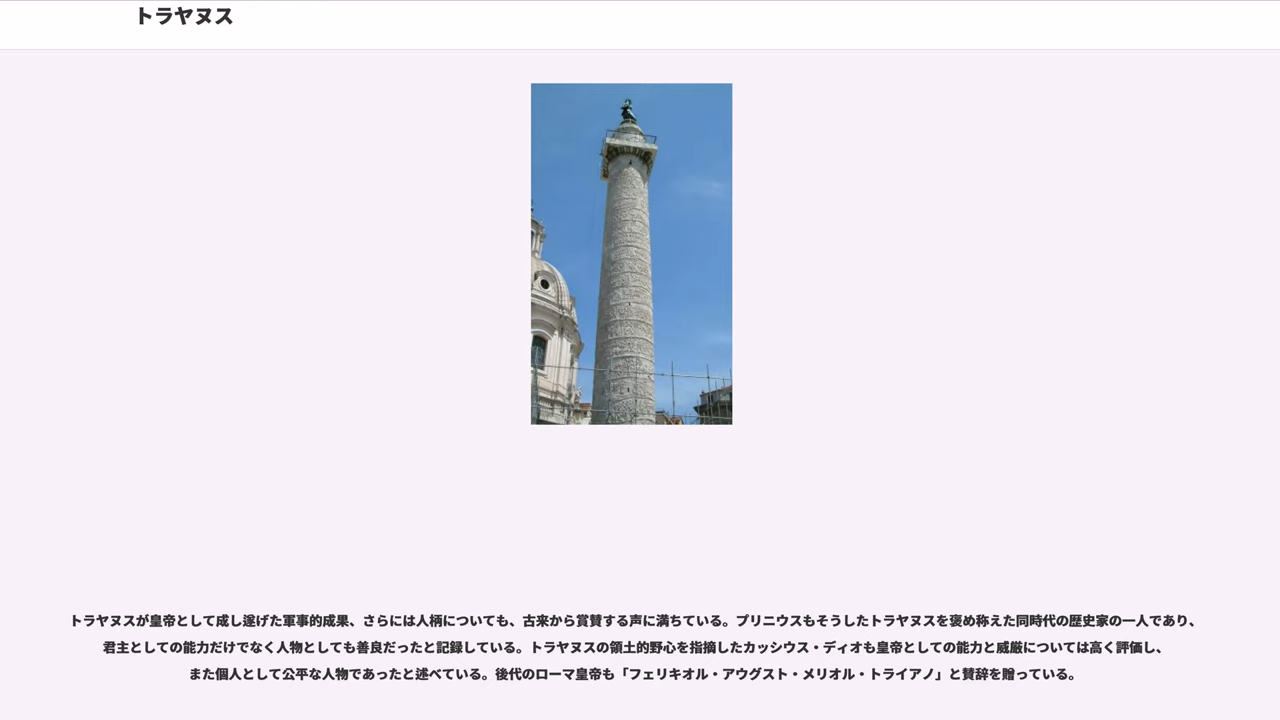 トラヤヌス
トラヤヌスが皇帝として成し遂げた軍事的成果、さらには人柄についても、古来から賞賛する声に満ちている。プリニウスもそうしたトラヤヌスを褒め称えた同時代の歴史家の一人であり、
君主としての能力だけでなく人物としても善良だったと記録している。トラヤヌスの領土的野心を指摘したカッシウス・ディオも皇帝としての能力と威厳については高く評価し、
また個人として公平な人物であったと述べている。後代のローマ皇帝も「フェリキオル・アウグスト・メリオル・トライアノ」と賛辞を贈っている。